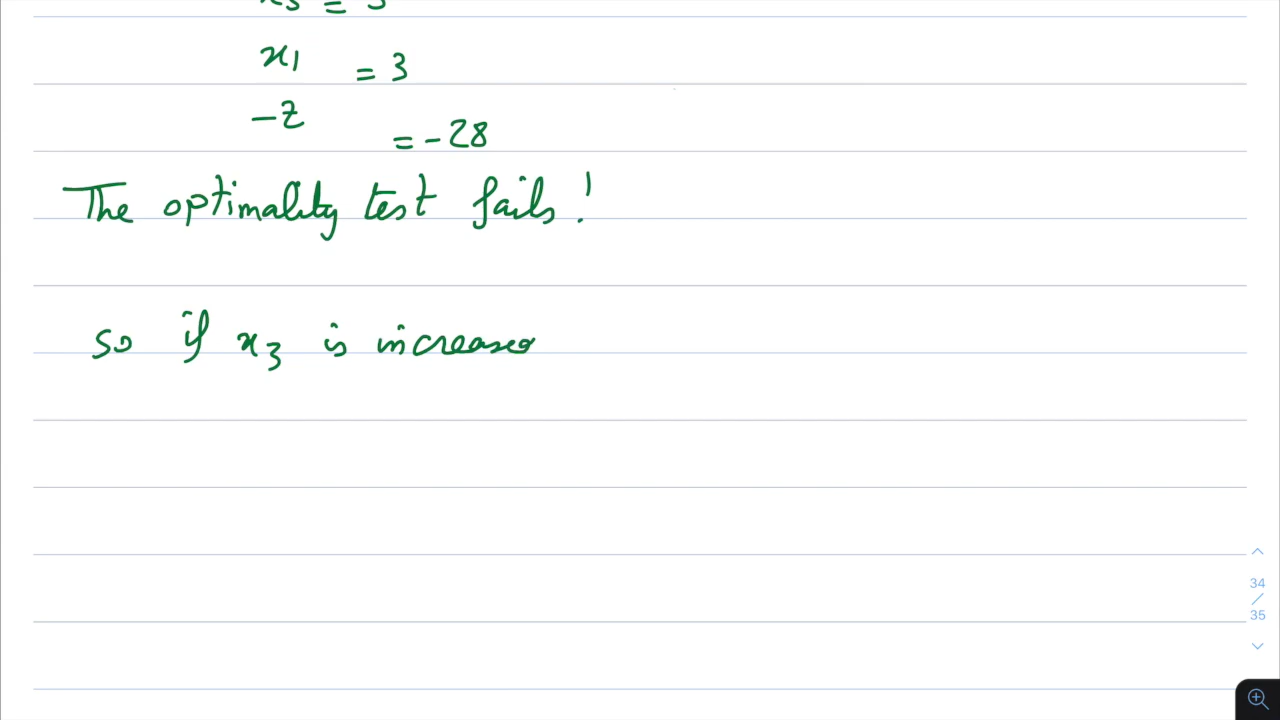 x1 = 3
-z = -28
The optimality test fails!
so if x3 is increased
34
/
35